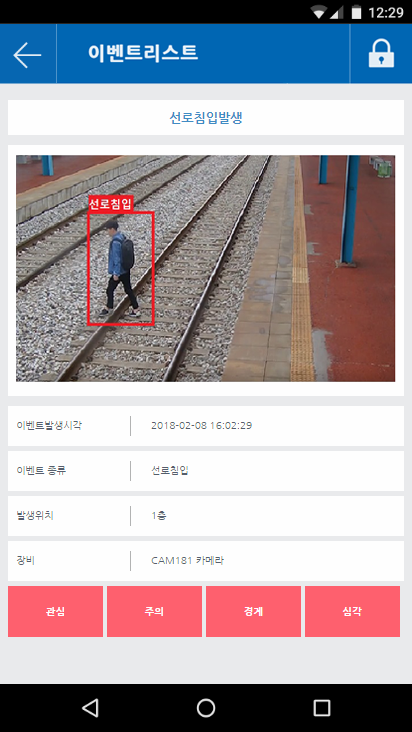 12:29
이벤트리스트
선로침입발생
선로침입
이벤트발생시각 2018-02-08 16:02:29
이벤트 종류 선로침입
발생위치 1층
장비 CAM181 카메라
관심 주의 경계 심각